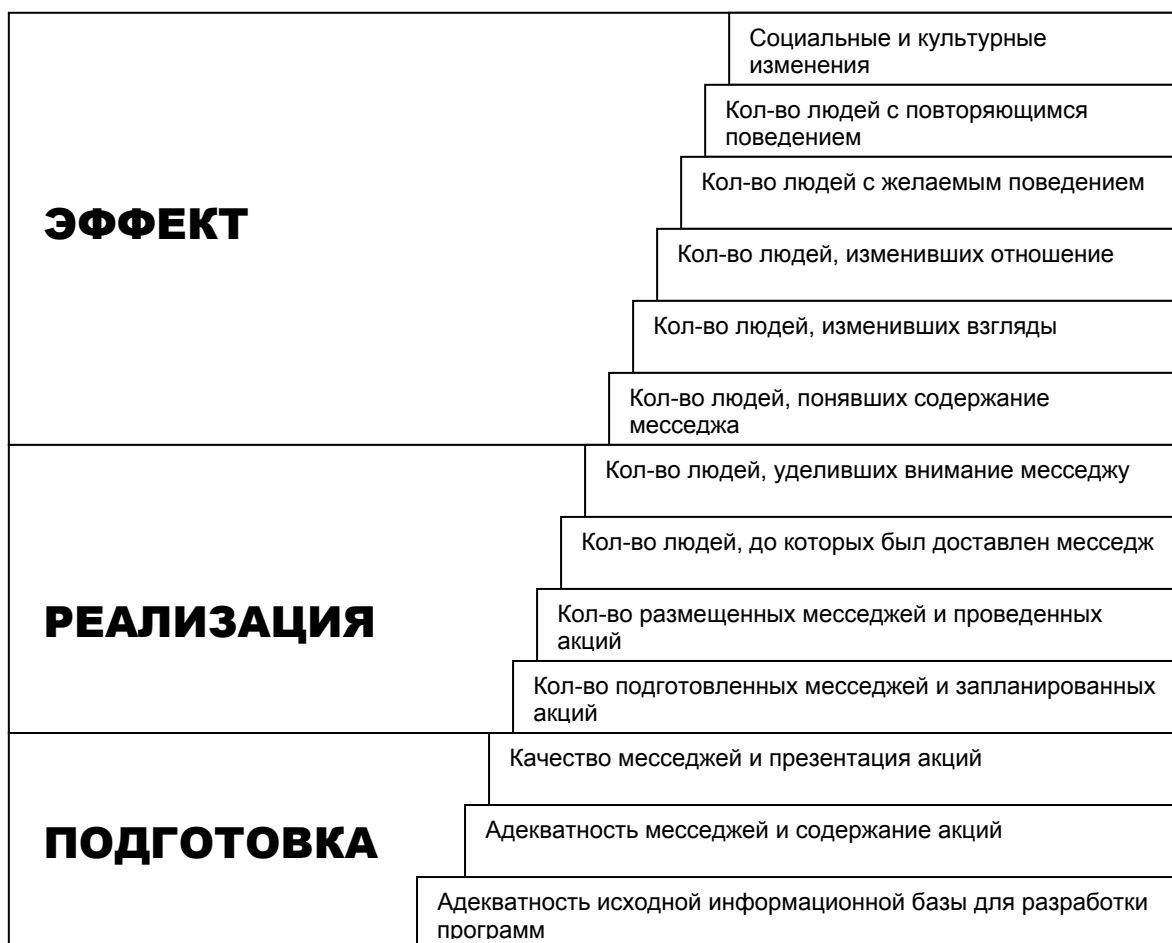 Социальные и культурные
изменения
Кол-во людей с повторяющимся
поведением
Кол-во людей с желаемым поведением
ЭФФЕКТ
Кол-во людей, изменивших отношение
Кол-во людей, изменивших взгляды
Кол-во людей, понявших содержание
месседжа
Кол-во людей, уделивших внимание месседжу
Кол-во людей, до которых был доставлен месседж
РЕАЛИЗАЦИЯ
Кол-во размещенных месседжей и проведенных
акций
Кол-во подготовленных месседжей и запланированных
акций
Качество месседжей и презентация акций
ПОДГОТОВКА
Адекватность месседжей и содержание акций
Адекватность исходной информационной базы для разработки
программ